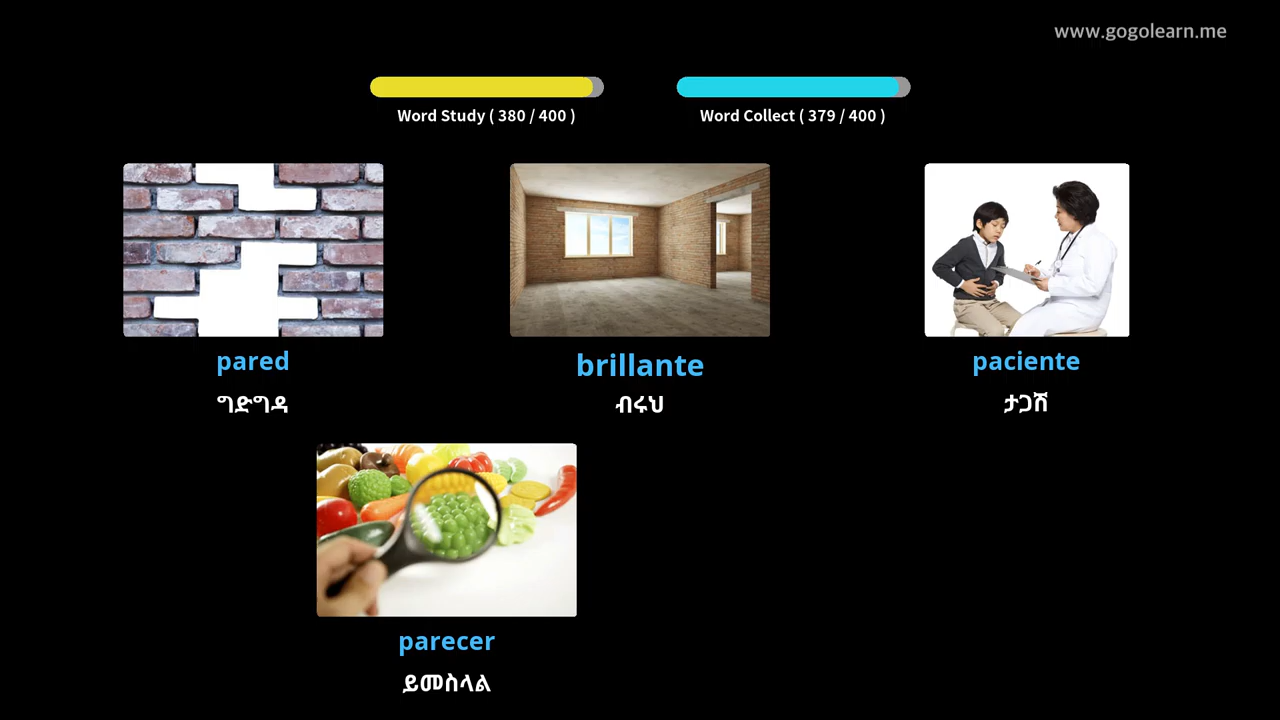 www.gogolearn.me
Word Study ( 380 / 400 )
Word Collect ( 379 / 400 )
pared
brillante
paciente
ግድግዳ
ብሩህ
ታጋሽ
parecer
ይመስላል